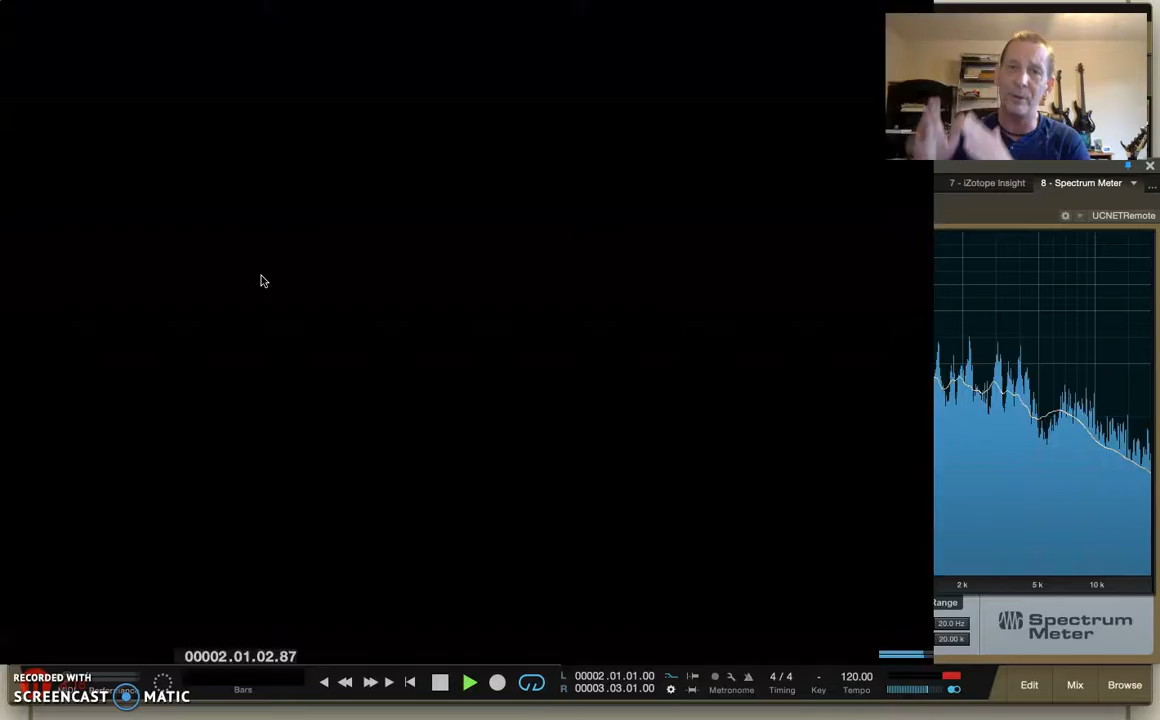 7 - iZotope Insight 8 - Spectrum Meter
UCNETRemote
2 k 5 k 10 k
Range
20.0 Hz
20.00 k
Spectrum
Meter
00002.01.02.87
Bars
L 00002.01.01.00
R 00003.03.01.00
Metronome
4 / 4
Timing
-
Key
120.00
Tempo
Edit Mix Browse
RECORDED WITH
SCREENCAST MATIC